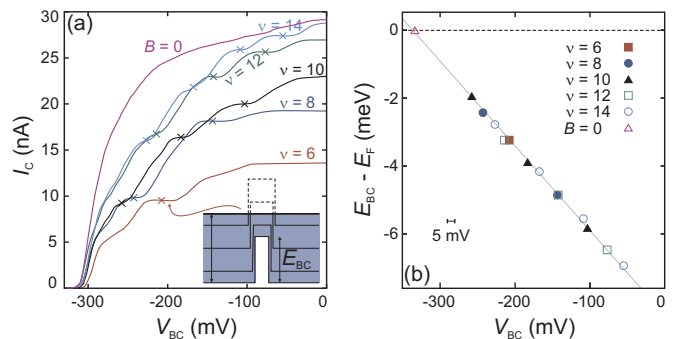 (a)
30
25
20
15
10
5
0
I_C (nA)
B = 0
ν = 14
ν = 12
ν = 10
ν = 8
ν = 6
E_BC
-300
-200
-100
0
V_BC (mV)
0
-2
-4
-6
E_BC - E_F (meV)
ν = 6
ν = 8
ν = 10
ν = 12
ν = 14
B = 0
5 mV
(b)
-300
-200
-100
0
V_BC (mV)